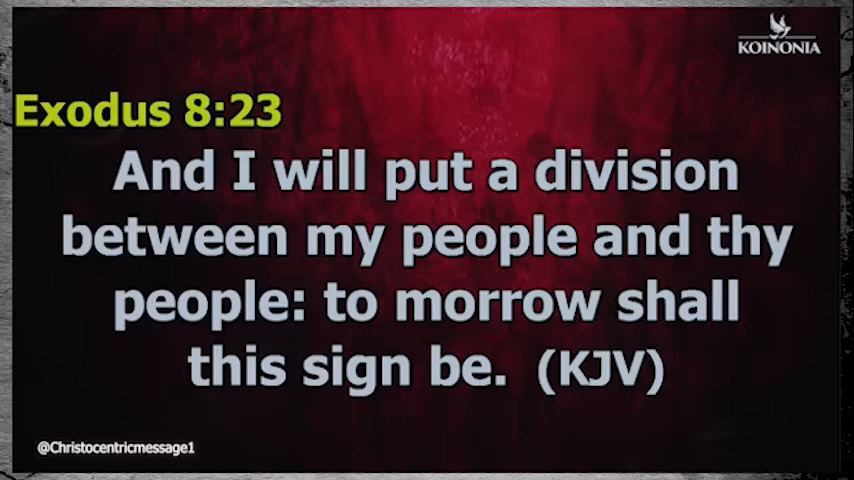 KOINONIA
Exodus 8:23
And I will put a division
between my people and thy
people: to morrow shall
this sign be. (KJV)
@Christocentricmessage1